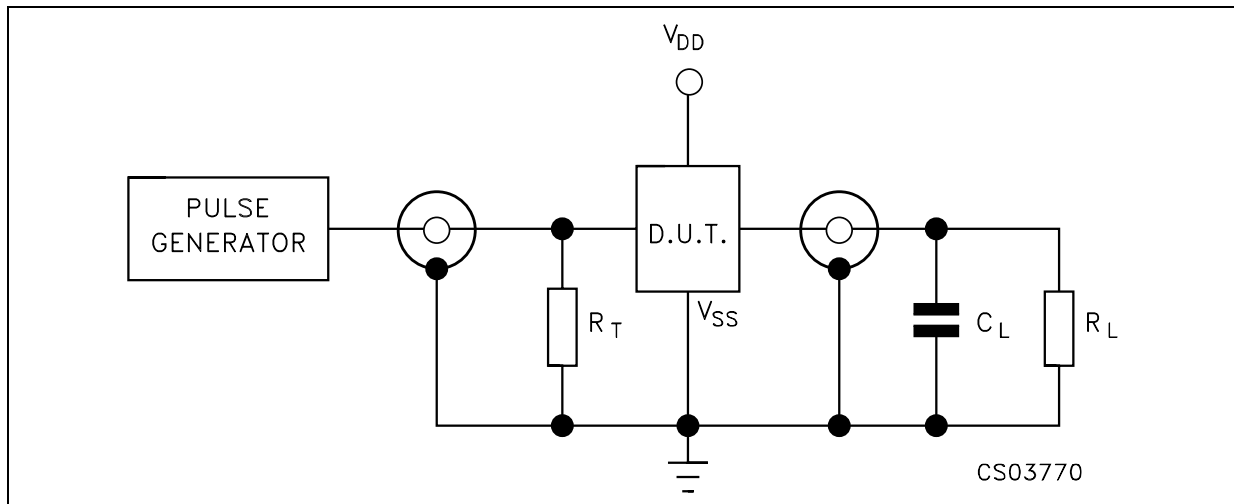 VDD
PULSE
GENERATOR
D.U.T.
RT
VSS
CL
RL
CS03770